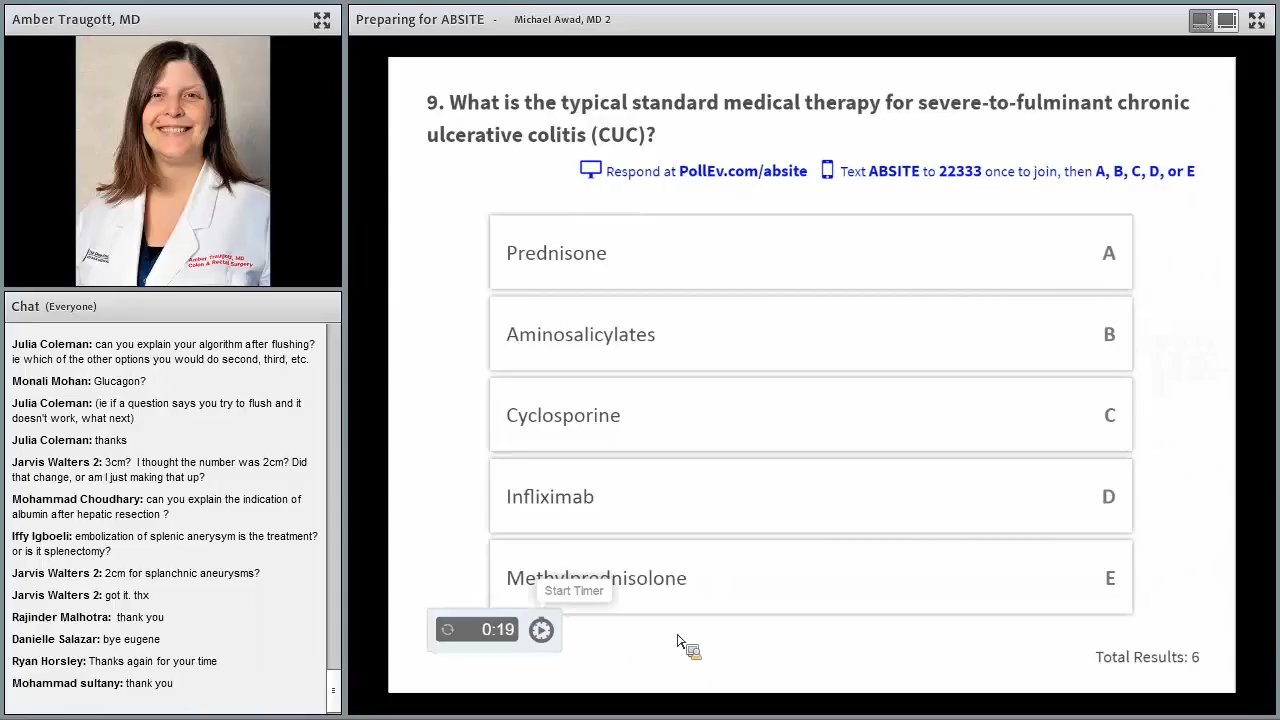 Amber Traugott, MD
Preparing for ABSITE - Michael Awad, MD 2
Amber Traugott, MD
Colon & Rectal Surgery
Chat (Everyone)
Julia Coleman: can you explain your algorithm after flushing?
ie which of the other options you would do second, third, etc.
Monali Mohan: Glucagon?
Julia Coleman: (ie if a question says you try to flush and it
doesn't work, what next)
Julia Coleman: thanks
Jarvis Walters 2: 3cm? I thought the number was 2cm? Did
that change, or am I just making that up?
Mohammad Choudhary: can you explain the indication of
albumin after hepatic resection ?
Iffy Igboeli: embolization of splenic anerysym is the treatment?
or is it splenectomy?
Jarvis Walters 2: 2cm for splanchnic aneurysms?
Jarvis Walters 2: got it. thx
Rajinder Malhotra: thank you
Danielle Salazar: bye eugene
Ryan Horsley: Thanks again for your time
Mohammad sultany: thank you
9. What is the typical standard medical therapy for severe-to-fulminant chronic
ulcerative colitis (CUC)?
Respond at PollEv.com/absite Text ABSITE to 22333 once to join, then A, B, C, D, or E
Prednisone A
Aminosalicylates B
Cyclosporine C
Infliximab D
Methylprednisolone E
Start Timer
0:19
Total Results: 6